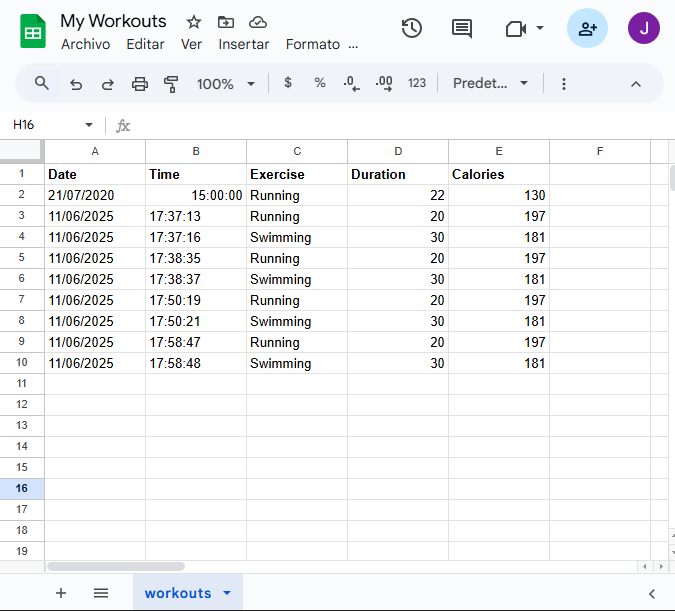 My Workouts
Archivo Editar Ver Insertar Formato ...
J
100% $ % .0 .00 123 Predet...
H16 fx
A B C D E F
1 Date Time Exercise Duration Calories
2 21/07/2020 15:00:00 Running 22 130
3 11/06/2025 17:37:13 Running 20 197
4 11/06/2025 17:37:16 Swimming 30 181
5 11/06/2025 17:38:35 Running 20 197
6 11/06/2025 17:38:37 Swimming 30 181
7 11/06/2025 17:50:19 Running 20 197
8 11/06/2025 17:50:21 Swimming 30 181
9 11/06/2025 17:58:47 Running 20 197
10 11/06/2025 17:58:48 Swimming 30 181
11
12
13
14
15
16
17
18
19
workouts